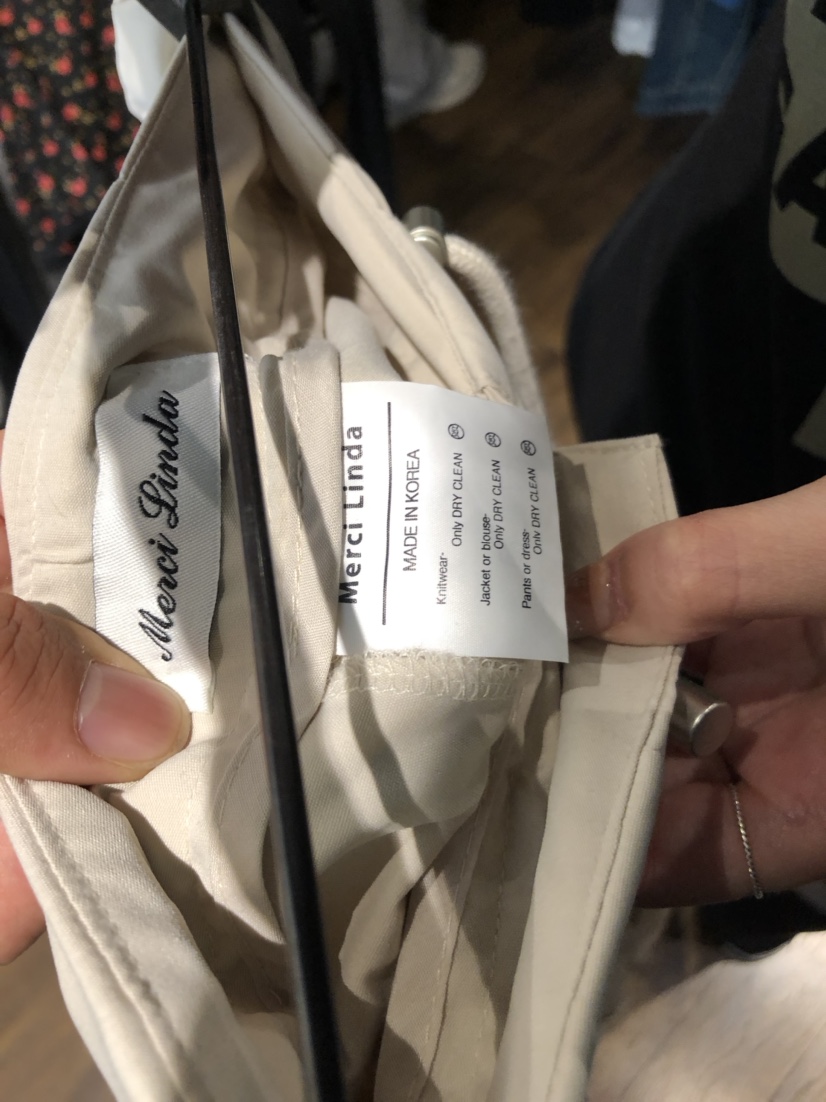 Merci Linda
Merci Linda
MADE IN KOREA
Knitwear-
Only DRY CLEAN
Jacket or blouse-
Only DRY CLEAN
Pants or dress-
Only DRY CLEAN